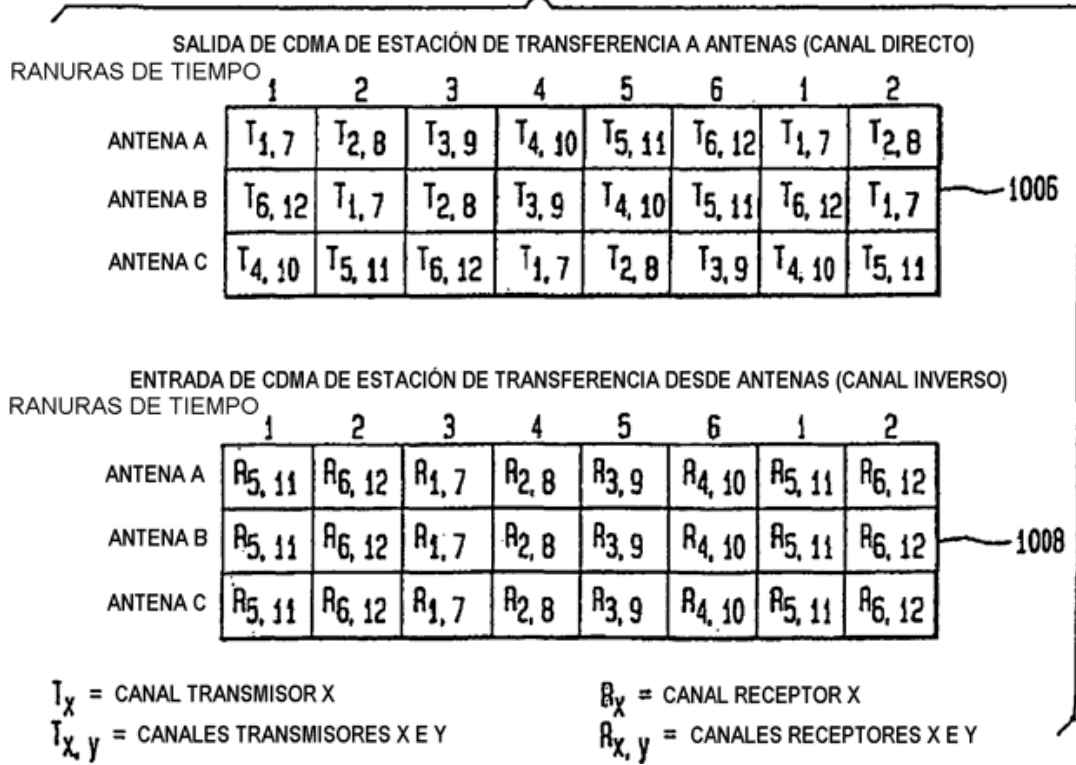 SALIDA DE CDMA DE ESTACIÓN DE TRANSFERENCIA A ANTENAS (CANAL DIRECTO)
RANURAS DE TIEMPO
1 2 3 4 5 6 1 2
ANTENA A T1, 7 T2, 8 T3, 9 T4, 10 T5, 11 T6, 12 T1, 7 T2, 8
ANTENA B T6, 12 T1, 7 T2, 8 T3, 9 T4, 10 T5, 11 T6, 12 T1, 7
1006
ANTENA C T4, 10 T5, 11 T6, 12 T1, 7 T2, 8 T3, 9 T4, 10 T5, 11
ENTRADA DE CDMA DE ESTACIÓN DE TRANSFERENCIA DESDE ANTENAS (CANAL INVERSO)
RANURAS DE TIEMPO
1 2 3 4 5 6 1 2
ANTENA A R5, 11 R6, 12 R1, 7 R2, 8 R3, 9 R4, 10 R5, 11 R6, 12
ANTENA B R5, 11 R6, 12 R1, 7 R2, 8 R3, 9 R4, 10 R5, 11 R6, 12
1008
ANTENA C R5, 11 R6, 12 R1, 7 R2, 8 R3, 9 R4, 10 R5, 11 R6, 12
TX = CANAL TRANSMISOR X
RX = CANAL RECEPTOR X
TX, y = CANALES TRANSMISORES X E Y
RX, y = CANALES RECEPTORES X E Y